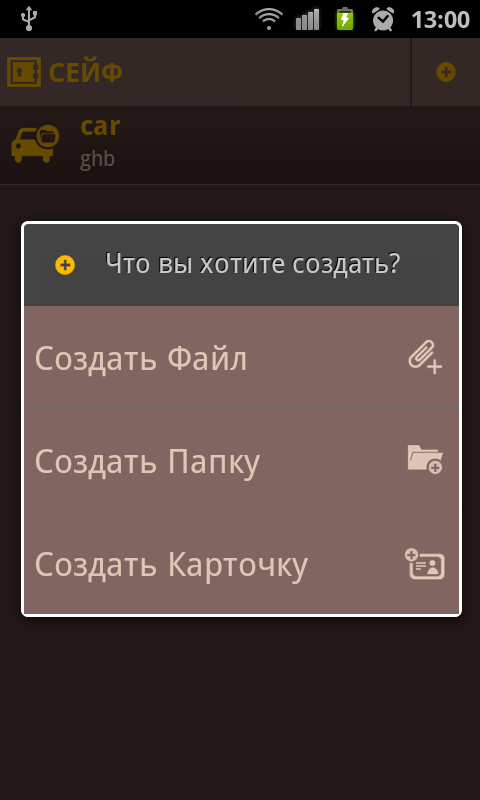 13:00
СЕЙФ
car
ghb
Что вы хотите создать?
Создать Файл
Создать Папку
Создать Карточку